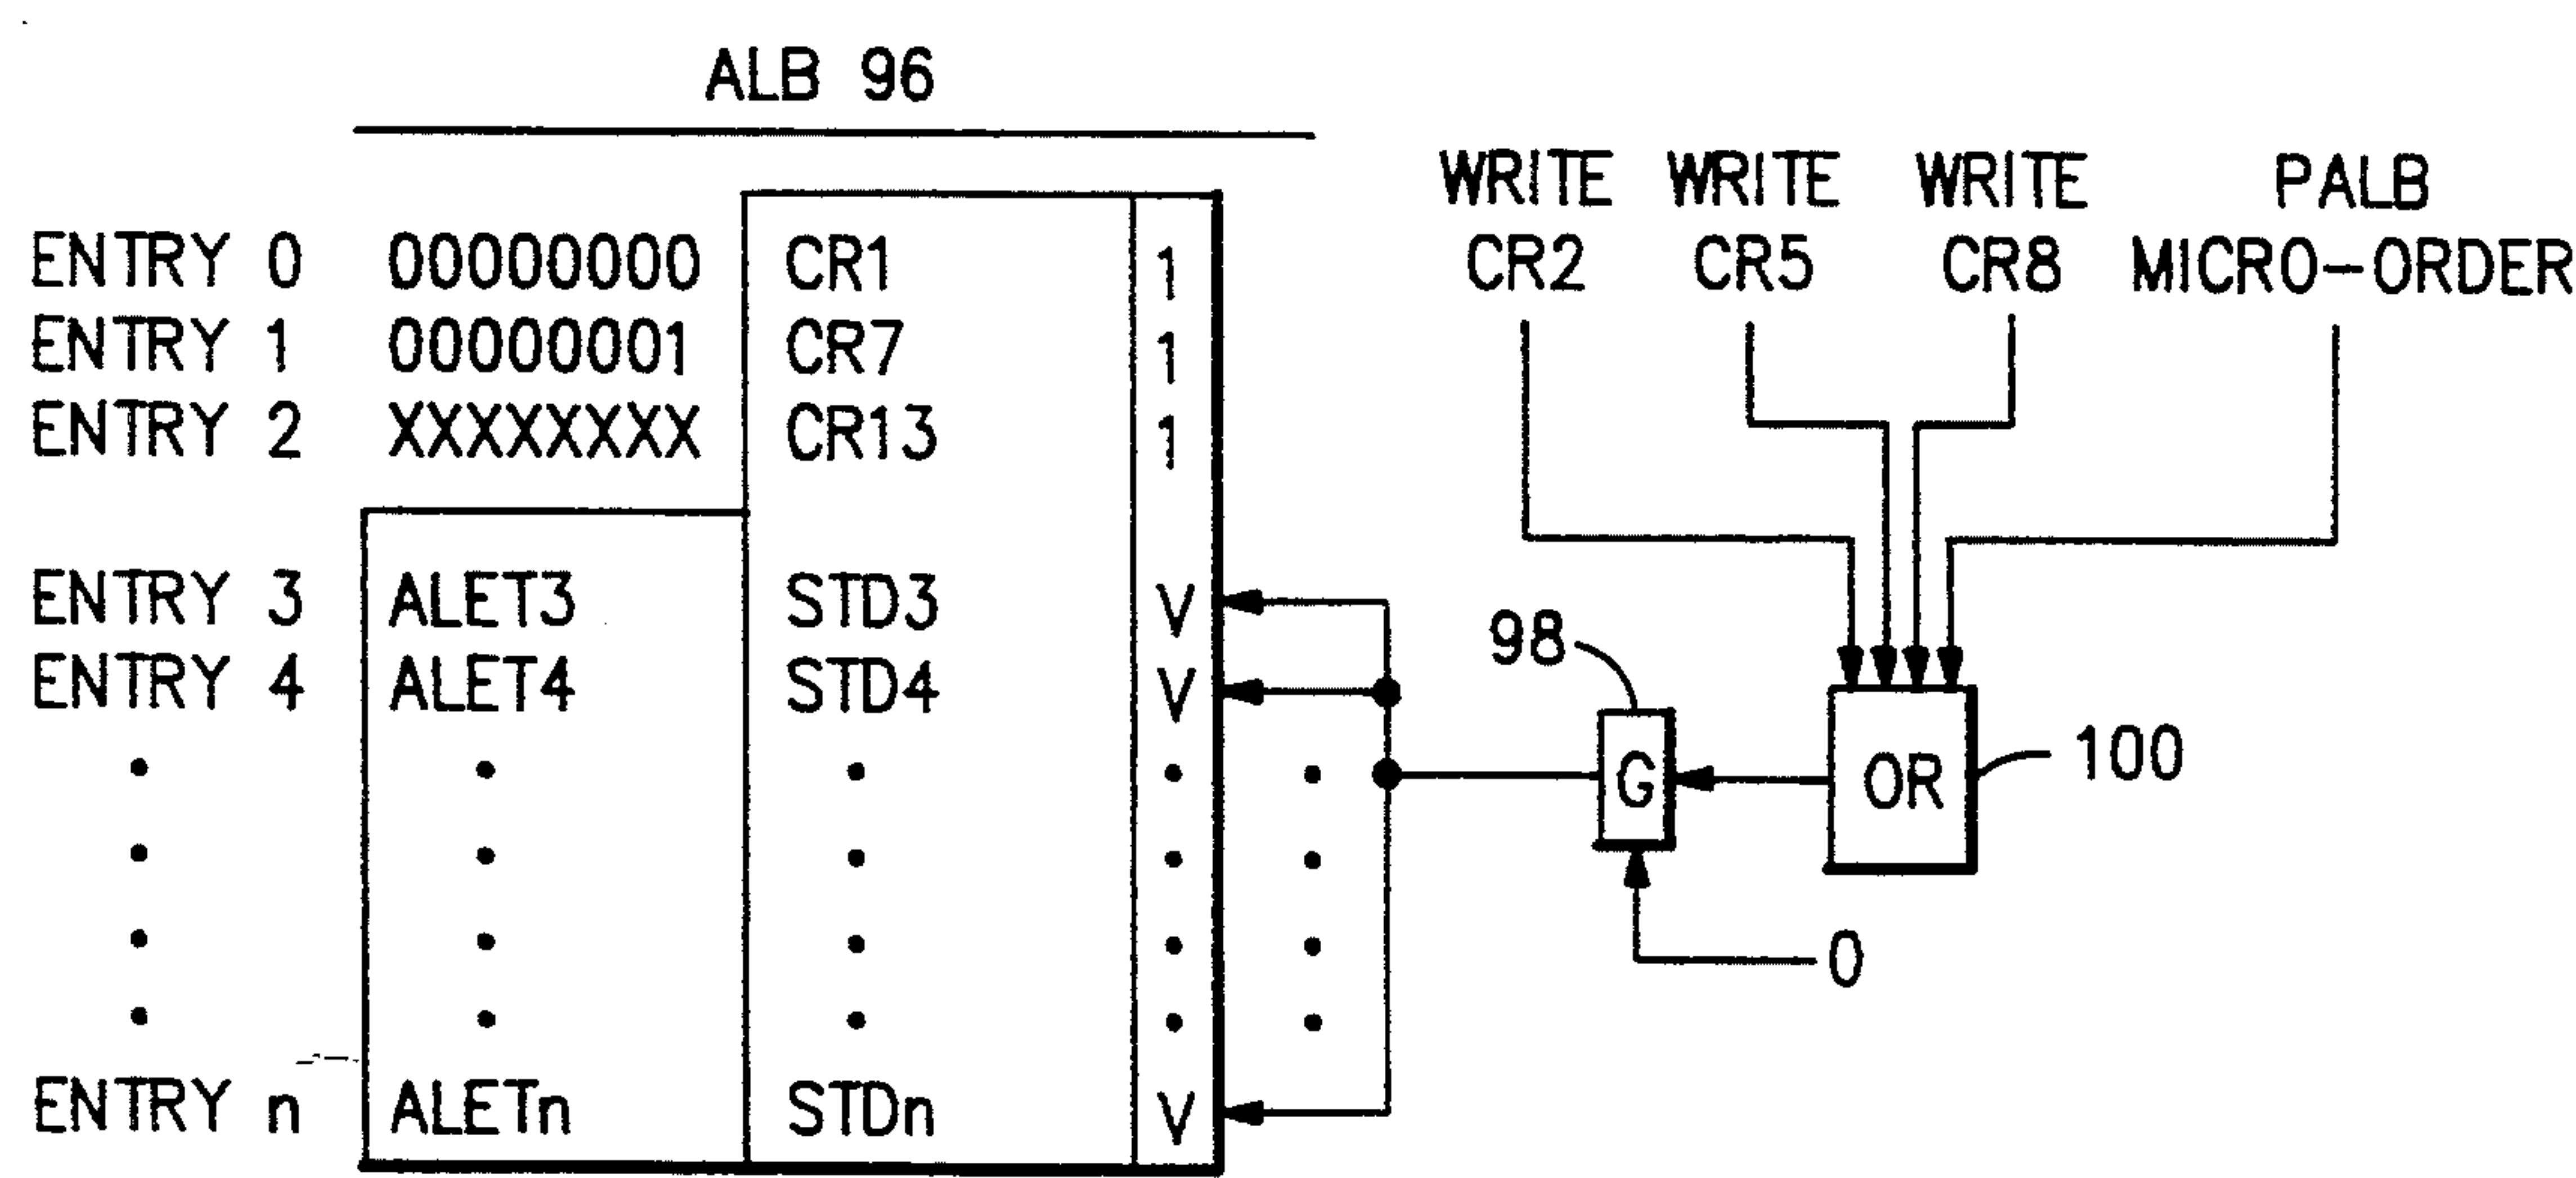 ALB 96
WRITE WRITE WRITE PALB
CR2 CR5 CR8 MICRO-ORDER
ENTRY 0 00000000 CR1 1
ENTRY 1 00000001 CR7 1
ENTRY 2 XXXXXXXX CR13 1
ENTRY 3 ALET3 STD3 V
ENTRY 4 ALET4 STD4 V
98
G
OR
100
0
ENTRY n ALETn STDn V